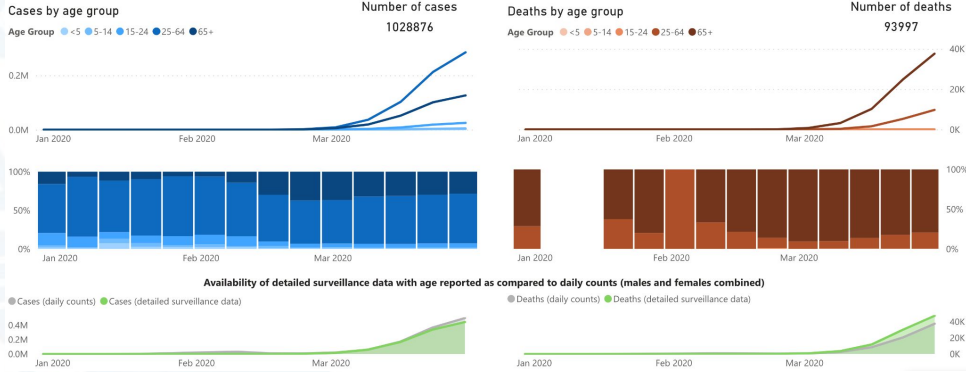 Cases by age group
Number of cases
1028876
Age Group <5 5-14 15-24 25-64 65+
0.2M
0.0M
Jan 2020 Feb 2020 Mar 2020
100%
50%
0%
Jan 2020 Feb 2020 Mar 2020
Deaths by age group
Number of deaths
93997
Age Group <5 5-14 15-24 25-64 65+
40K
20K
0K
Jan 2020 Feb 2020 Mar 2020
100%
50%
0%
Jan 2020 Feb 2020 Mar 2020
Availability of detailed surveillance data with age reported as compared to daily counts (males and females combined)
Cases (daily counts) Cases (detailed surveillance data)
0.4M
0.2M
0.0M
Jan 2020 Feb 2020 Mar 2020
Deaths (daily counts) Deaths (detailed surveillance data)
40K
20K
0K
Jan 2020 Feb 2020 Mar 2020